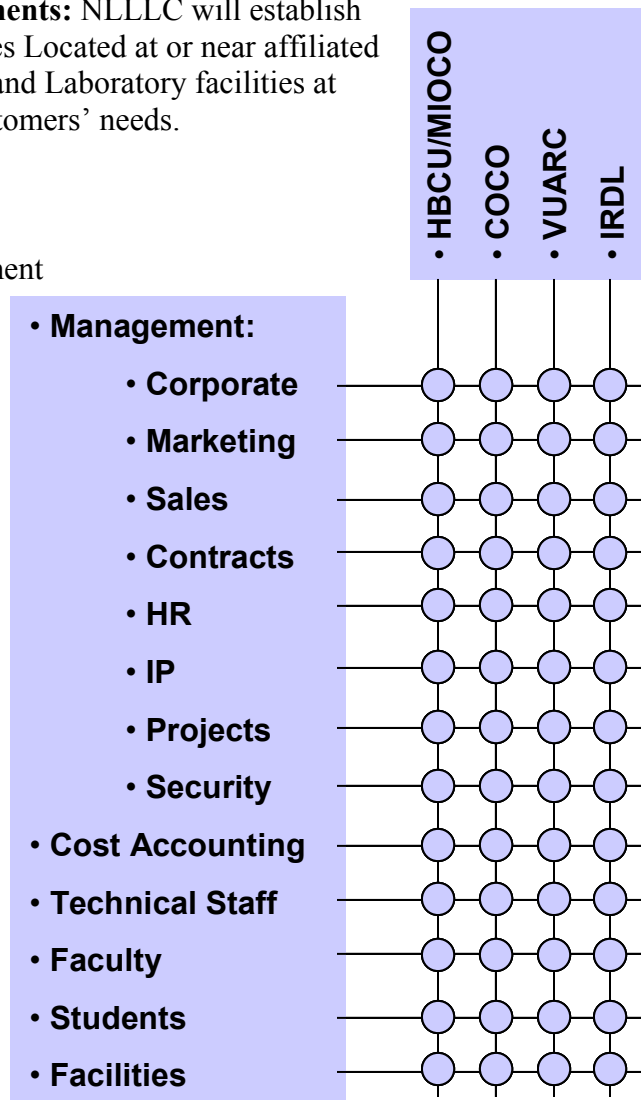 ments: NLLLC will establish
es Located at or near affiliated
and Laboratory facilities at
tomers’ needs.
• HBCU/MIOCO
• COCO
• VUARC
• IRDL
ment
• Management:
• Corporate
• Marketing
• Sales
• Contracts
• HR
• IP
• Projects
• Security
• Cost Accounting
• Technical Staff
• Faculty
• Students
• Facilities